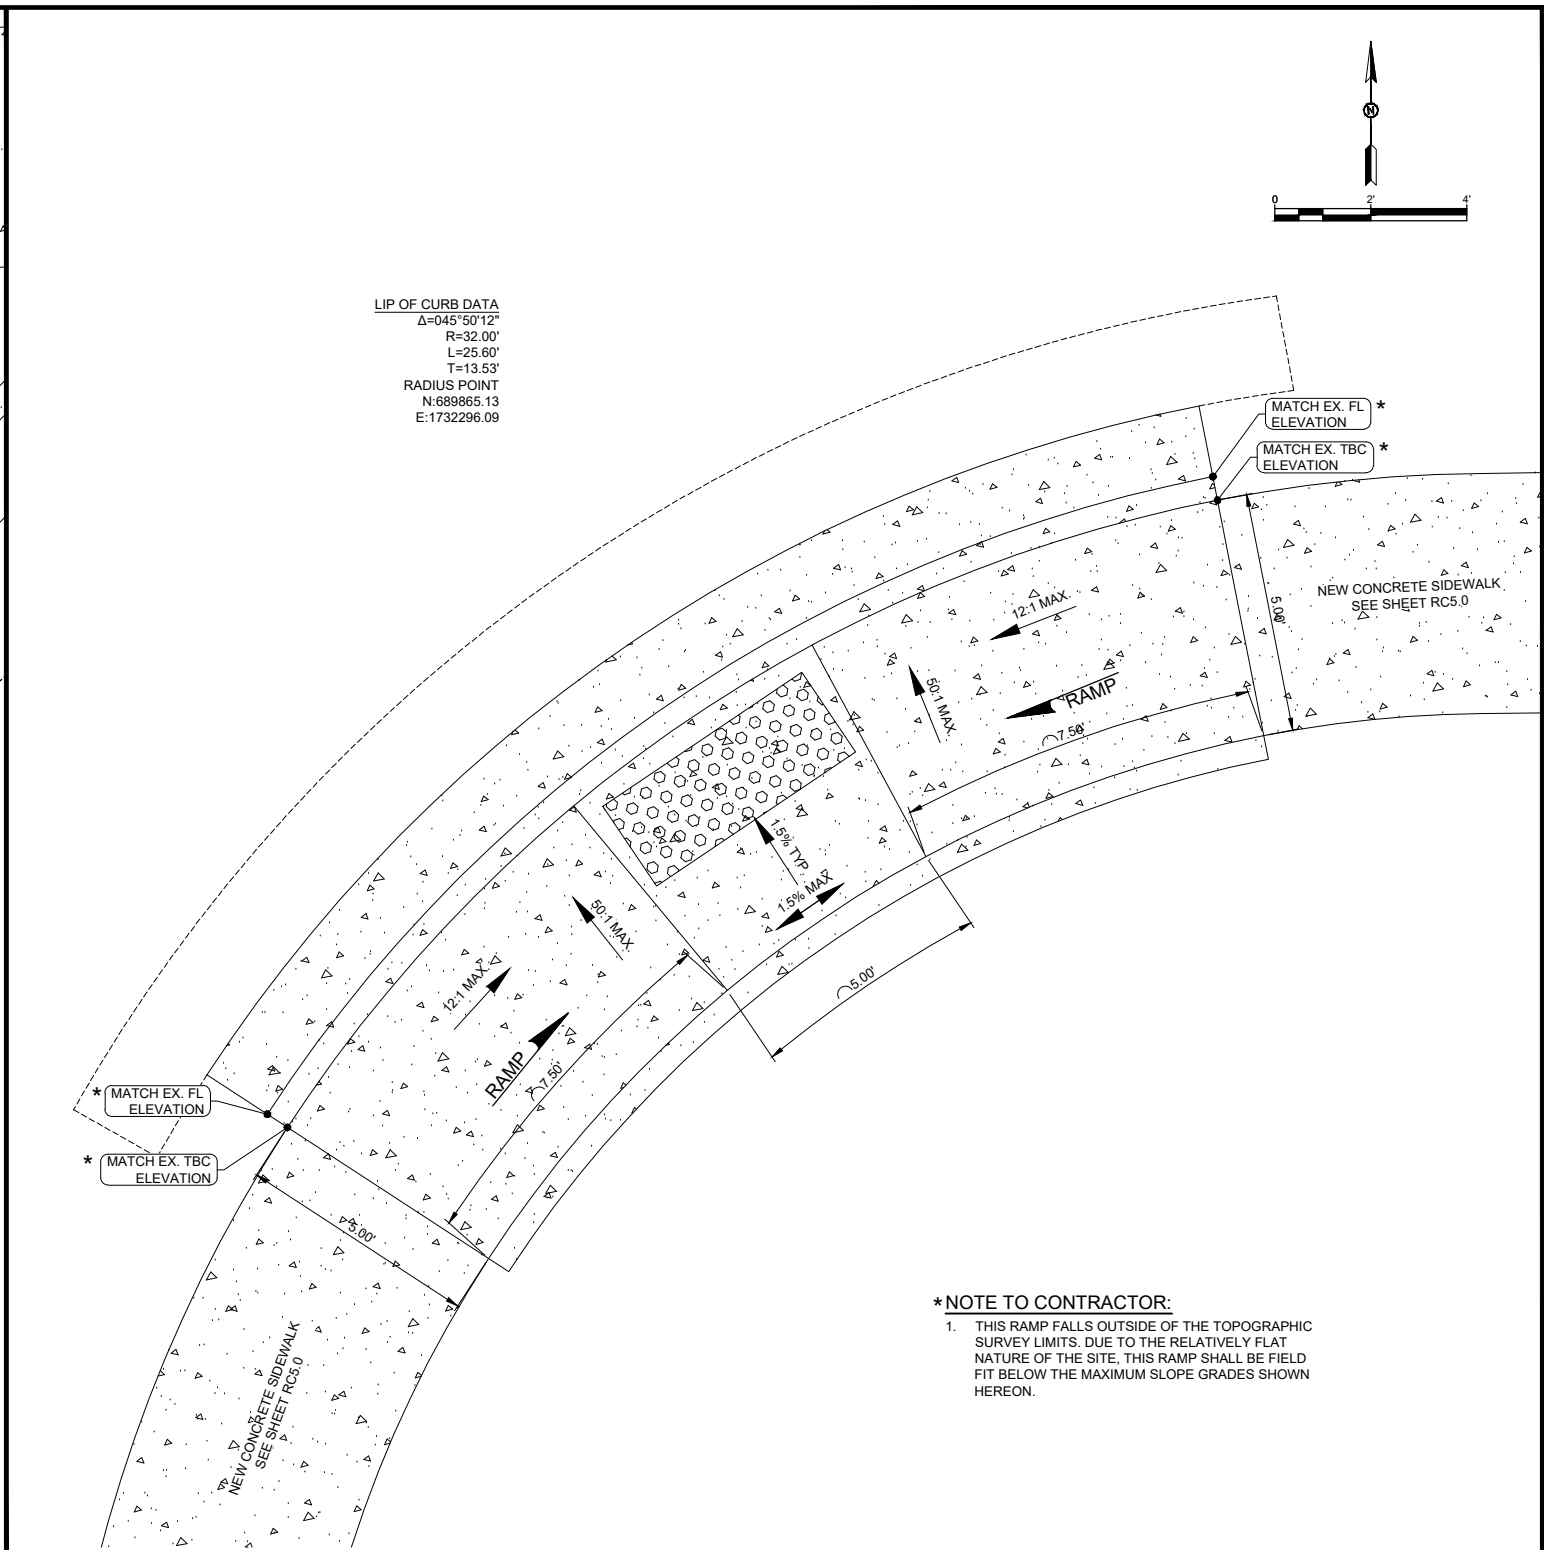 N
0 2' 4'
LIP OF CURB DATA
Δ=045°50'12"
R=32.00'
L=25.60'
T=13.53'
RADIUS POINT
N:689865.13
E:1732296.09
MATCH EX. FL *
ELEVATION
MATCH EX. TBC *
ELEVATION
NEW CONCRETE SIDEWALK
SEE SHEET RC5.0
5.00'
12:1 MAX.
50:1 MAX.
RAMP
7.50'
1.5% TYP.
1.5% MAX
50:1 MAX.
12:1 MAX.
5.00'
RAMP
7.50'
* MATCH EX. FL
ELEVATION
* MATCH EX. TBC
ELEVATION
5.00'
NEW CONCRETE SIDEWALK
SEE SHEET RC5.0
* NOTE TO CONTRACTOR:
1. THIS RAMP FALLS OUTSIDE OF THE TOPOGRAPHIC
SURVEY LIMITS. DUE TO THE RELATIVELY FLAT
NATURE OF THE SITE, THIS RAMP SHALL BE FIELD
FIT BELOW THE MAXIMUM SLOPE GRADES SHOWN
HEREON.